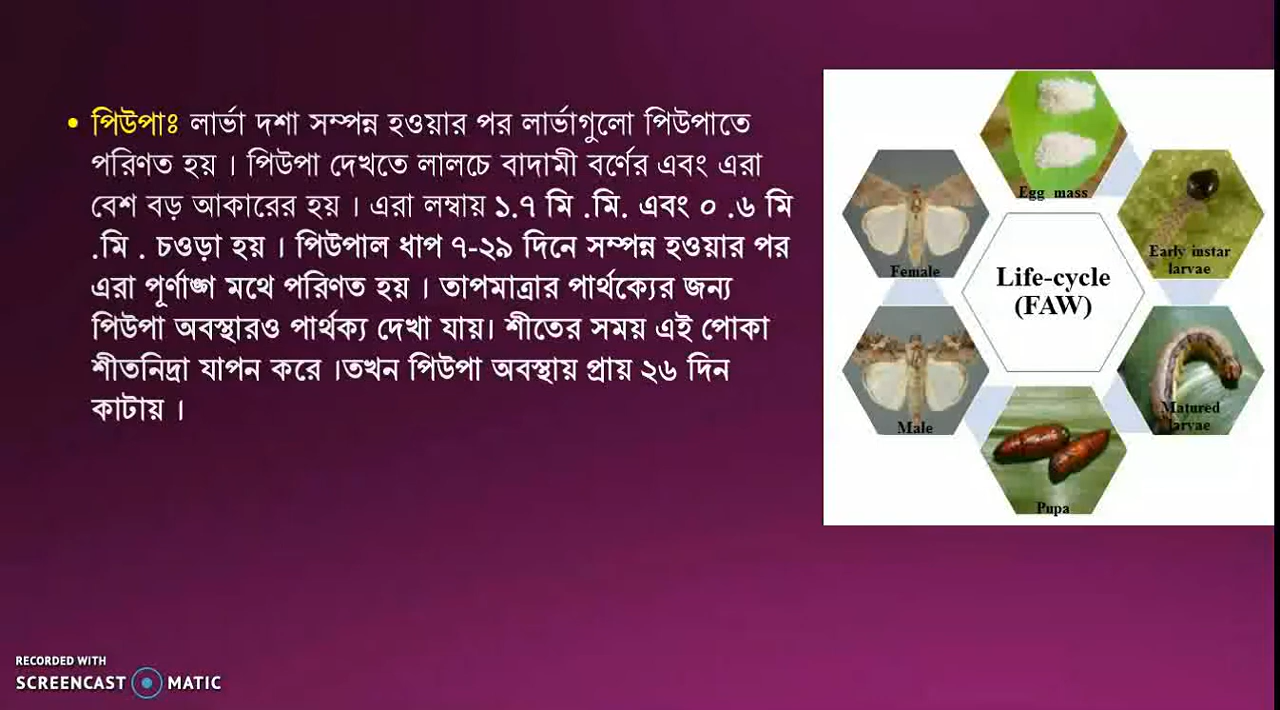 • পিউপাঃ লার্ভা দশা সম্পন্ন হওয়ার পর লার্ভাগুলো পিউপাতে
পরিণত হয় । পিউপা দেখতে লালচে বাদামী বর্ণের এবং এরা
বেশ বড় আকারের হয় । এরা লম্বায় ১.৭ মি .মি. এবং ০ .৬ মি
.মি . চওড়া হয় । পিউপাল ধাপ ৭-২৯ দিনে সম্পন্ন হওয়ার পর
এরা পূর্ণাঙ্গ মথে পরিণত হয় । তাপমাত্রার পার্থক্যের জন্য
পিউপা অবস্থারও পার্থক্য দেখা যায়। শীতের সময় এই পোকা
শীতনিদ্রা যাপন করে ।তখন পিউপা অবস্থায় প্রায় ২৬ দিন
কাটায় ।
Egg mass
Early instar
larvae
Female
Life-cycle
(FAW)
Matured
larvae
Male
Pupa
RECORDED WITH
SCREENCAST MATIC